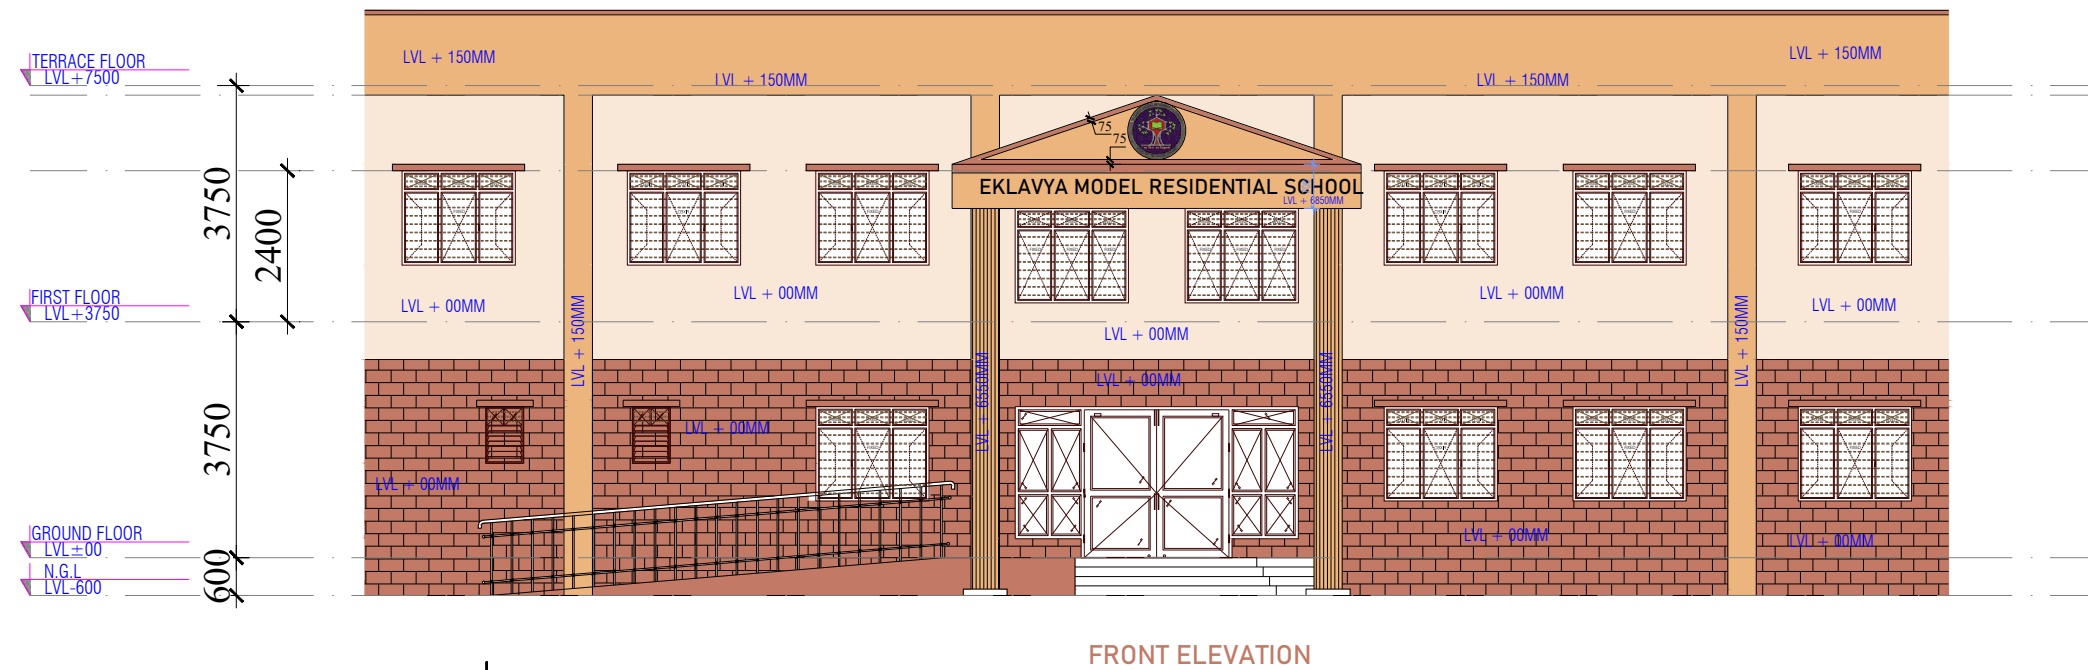 TERRACE FLOOR
LVL+7500
LVL + 150MM
LVL + 150MM
LVL + 150MM
LVL + 150MM
75
75
EKLAVYA MODEL RESIDENTIAL SCHOOL
LVL + 6850MM
3750
2400
FIRST FLOOR
LVL+3750
LVL + 00MM
LVL + 00MM
LVL + 00MM
LVL + 00MM
LVL + 00MM
LVL + 150MM
LVL + 6550MM
LVL + 6550MM
LVL + 150MM
LVL + 00MM
3750
LVL + 00MM
LVL + 00MM
LVL + 00MM
LVL + 00MM
GROUND FLOOR
LVL±00
600
N.G.L
LVL-600
FRONT ELEVATION